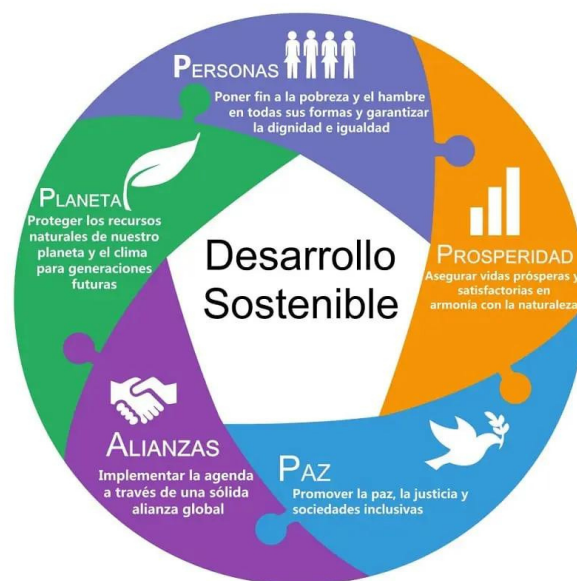 PERSONAS
Poner fin a la pobreza y el hambre
en todas sus formas y garantizar
la dignidad e igualdad
PROSPERIDAD
Asegurar vidas prósperas y
satisfactorias en
armonia con la naturaleza
PAZ
Promover la paz, la justicia y
sociedades inclusivas
ALIANZAS
Implementar la agenda
a través de una sólida
alianza global
PLANETA
Proteger los recursos
naturales de nuestro
planeta y el clima
para generaciones
futuras
Desarrollo
Sostenible